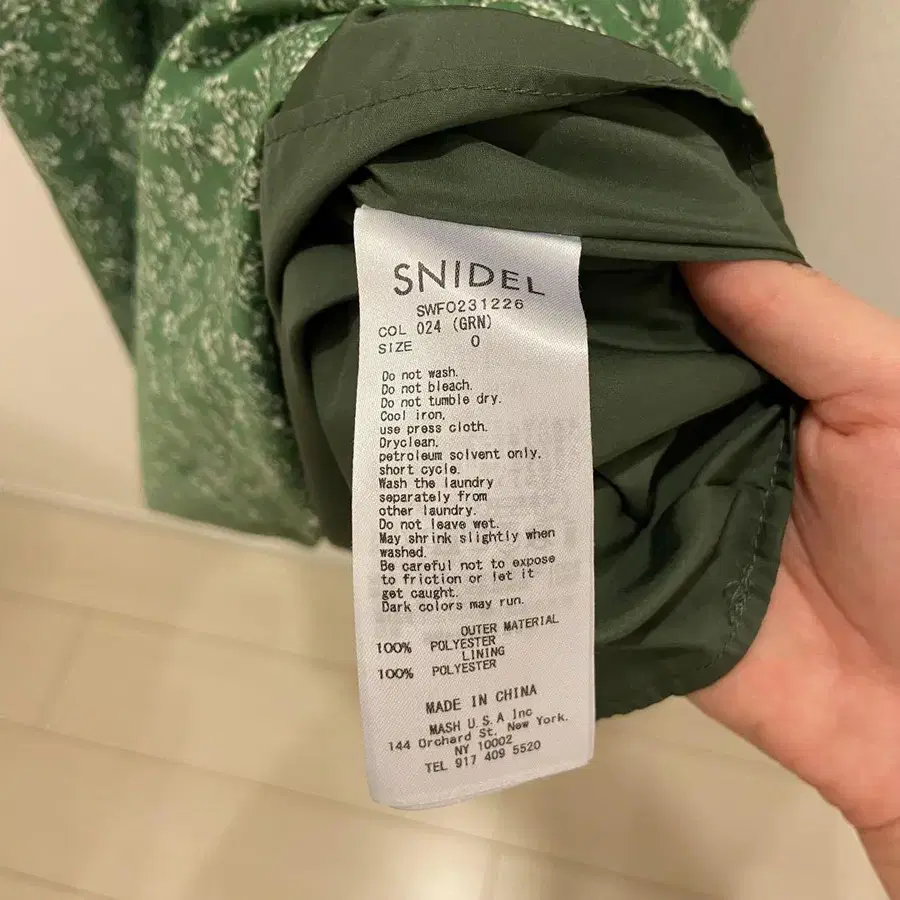 SNIDEL
SWFO231226
COL 024 (GRN)
SIZE 0
Do not wash.
Do not bleach.
Do not tumble dry.
Cool iron,
use press cloth.
Dryclean,
petroleum solvent only.
short cycle.
Wash the laundry
separately from
other laundry.
Do not leave wet.
May shrink slightly when
washed.
Be careful not to expose
to friction or let it
get caught.
Dark colors may run.
OUTER MATERIAL
100% POLYESTER
LINING
100% POLYESTER
MADE IN CHINA
MASH U.S.A Inc
144 Orchard St. New York.
NY 10002
TEL 917 409 5520